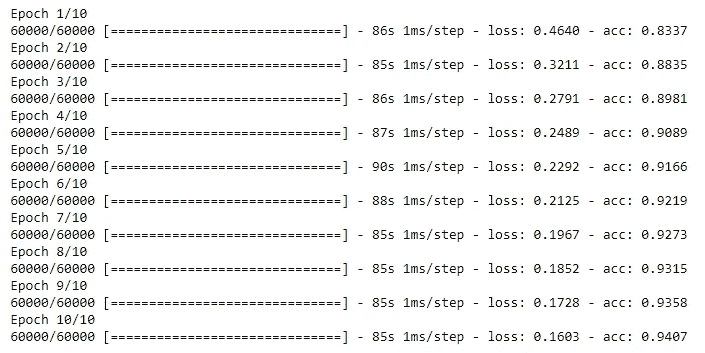 Epoch 1/10
60000/60000 [==============================] - 86s 1ms/step - loss: 0.4640 - acc: 0.8337
Epoch 2/10
60000/60000 [==============================] - 85s 1ms/step - loss: 0.3211 - acc: 0.8835
Epoch 3/10
60000/60000 [==============================] - 86s 1ms/step - loss: 0.2791 - acc: 0.8981
Epoch 4/10
60000/60000 [==============================] - 87s 1ms/step - loss: 0.2489 - acc: 0.9089
Epoch 5/10
60000/60000 [==============================] - 90s 1ms/step - loss: 0.2292 - acc: 0.9166
Epoch 6/10
60000/60000 [==============================] - 88s 1ms/step - loss: 0.2125 - acc: 0.9219
Epoch 7/10
60000/60000 [==============================] - 85s 1ms/step - loss: 0.1967 - acc: 0.9273
Epoch 8/10
60000/60000 [==============================] - 85s 1ms/step - loss: 0.1852 - acc: 0.9315
Epoch 9/10
60000/60000 [==============================] - 85s 1ms/step - loss: 0.1728 - acc: 0.9358
Epoch 10/10
60000/60000 [==============================] - 85s 1ms/step - loss: 0.1603 - acc: 0.9407